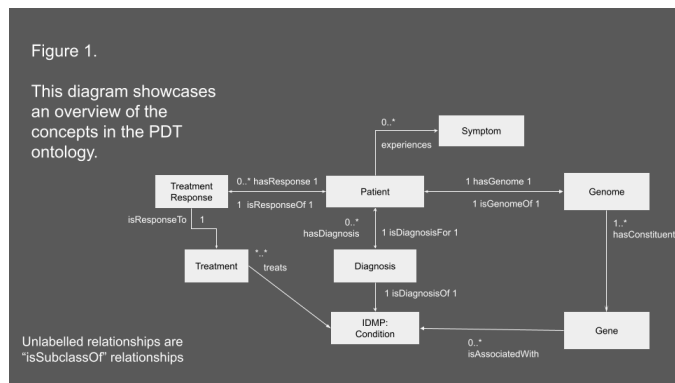 Figure 1.
This diagram showcases
an overview of the
concepts in the PDT
ontology.
0..*
Symptom
experiences
Treatment
Response
0..* hasResponse 1
1 isResponseOf 1
Patient
1 hasGenome 1
1 isGenomeOf 1
Genome
isResponseTo 1
0..*
hasDiagnosis
1 isDiagnosisFor 1
1..*
hasConstituent
Treatment
*..*
treats
Diagnosis
1 isDiagnosisOf 1
IDMP:
Condition
Gene
0..*
isAssociatedWith
Unlabelled relationships are
“isSubclassOf” relationships